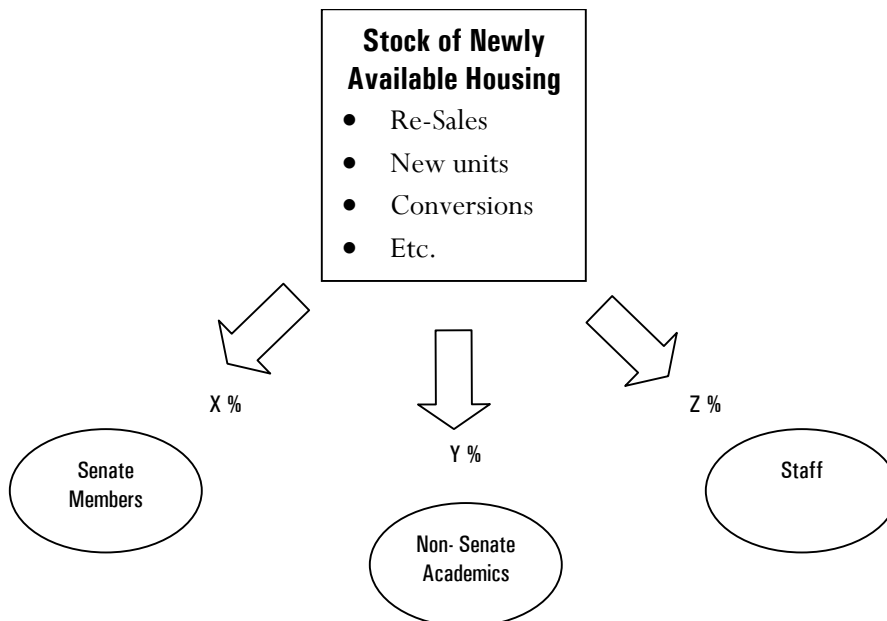 Stock of Newly
Available Housing
• Re-Sales
• New units
• Conversions
• Etc.
X %
Z %
Y %
Senate
Members
Staff
Non- Senate
Academics